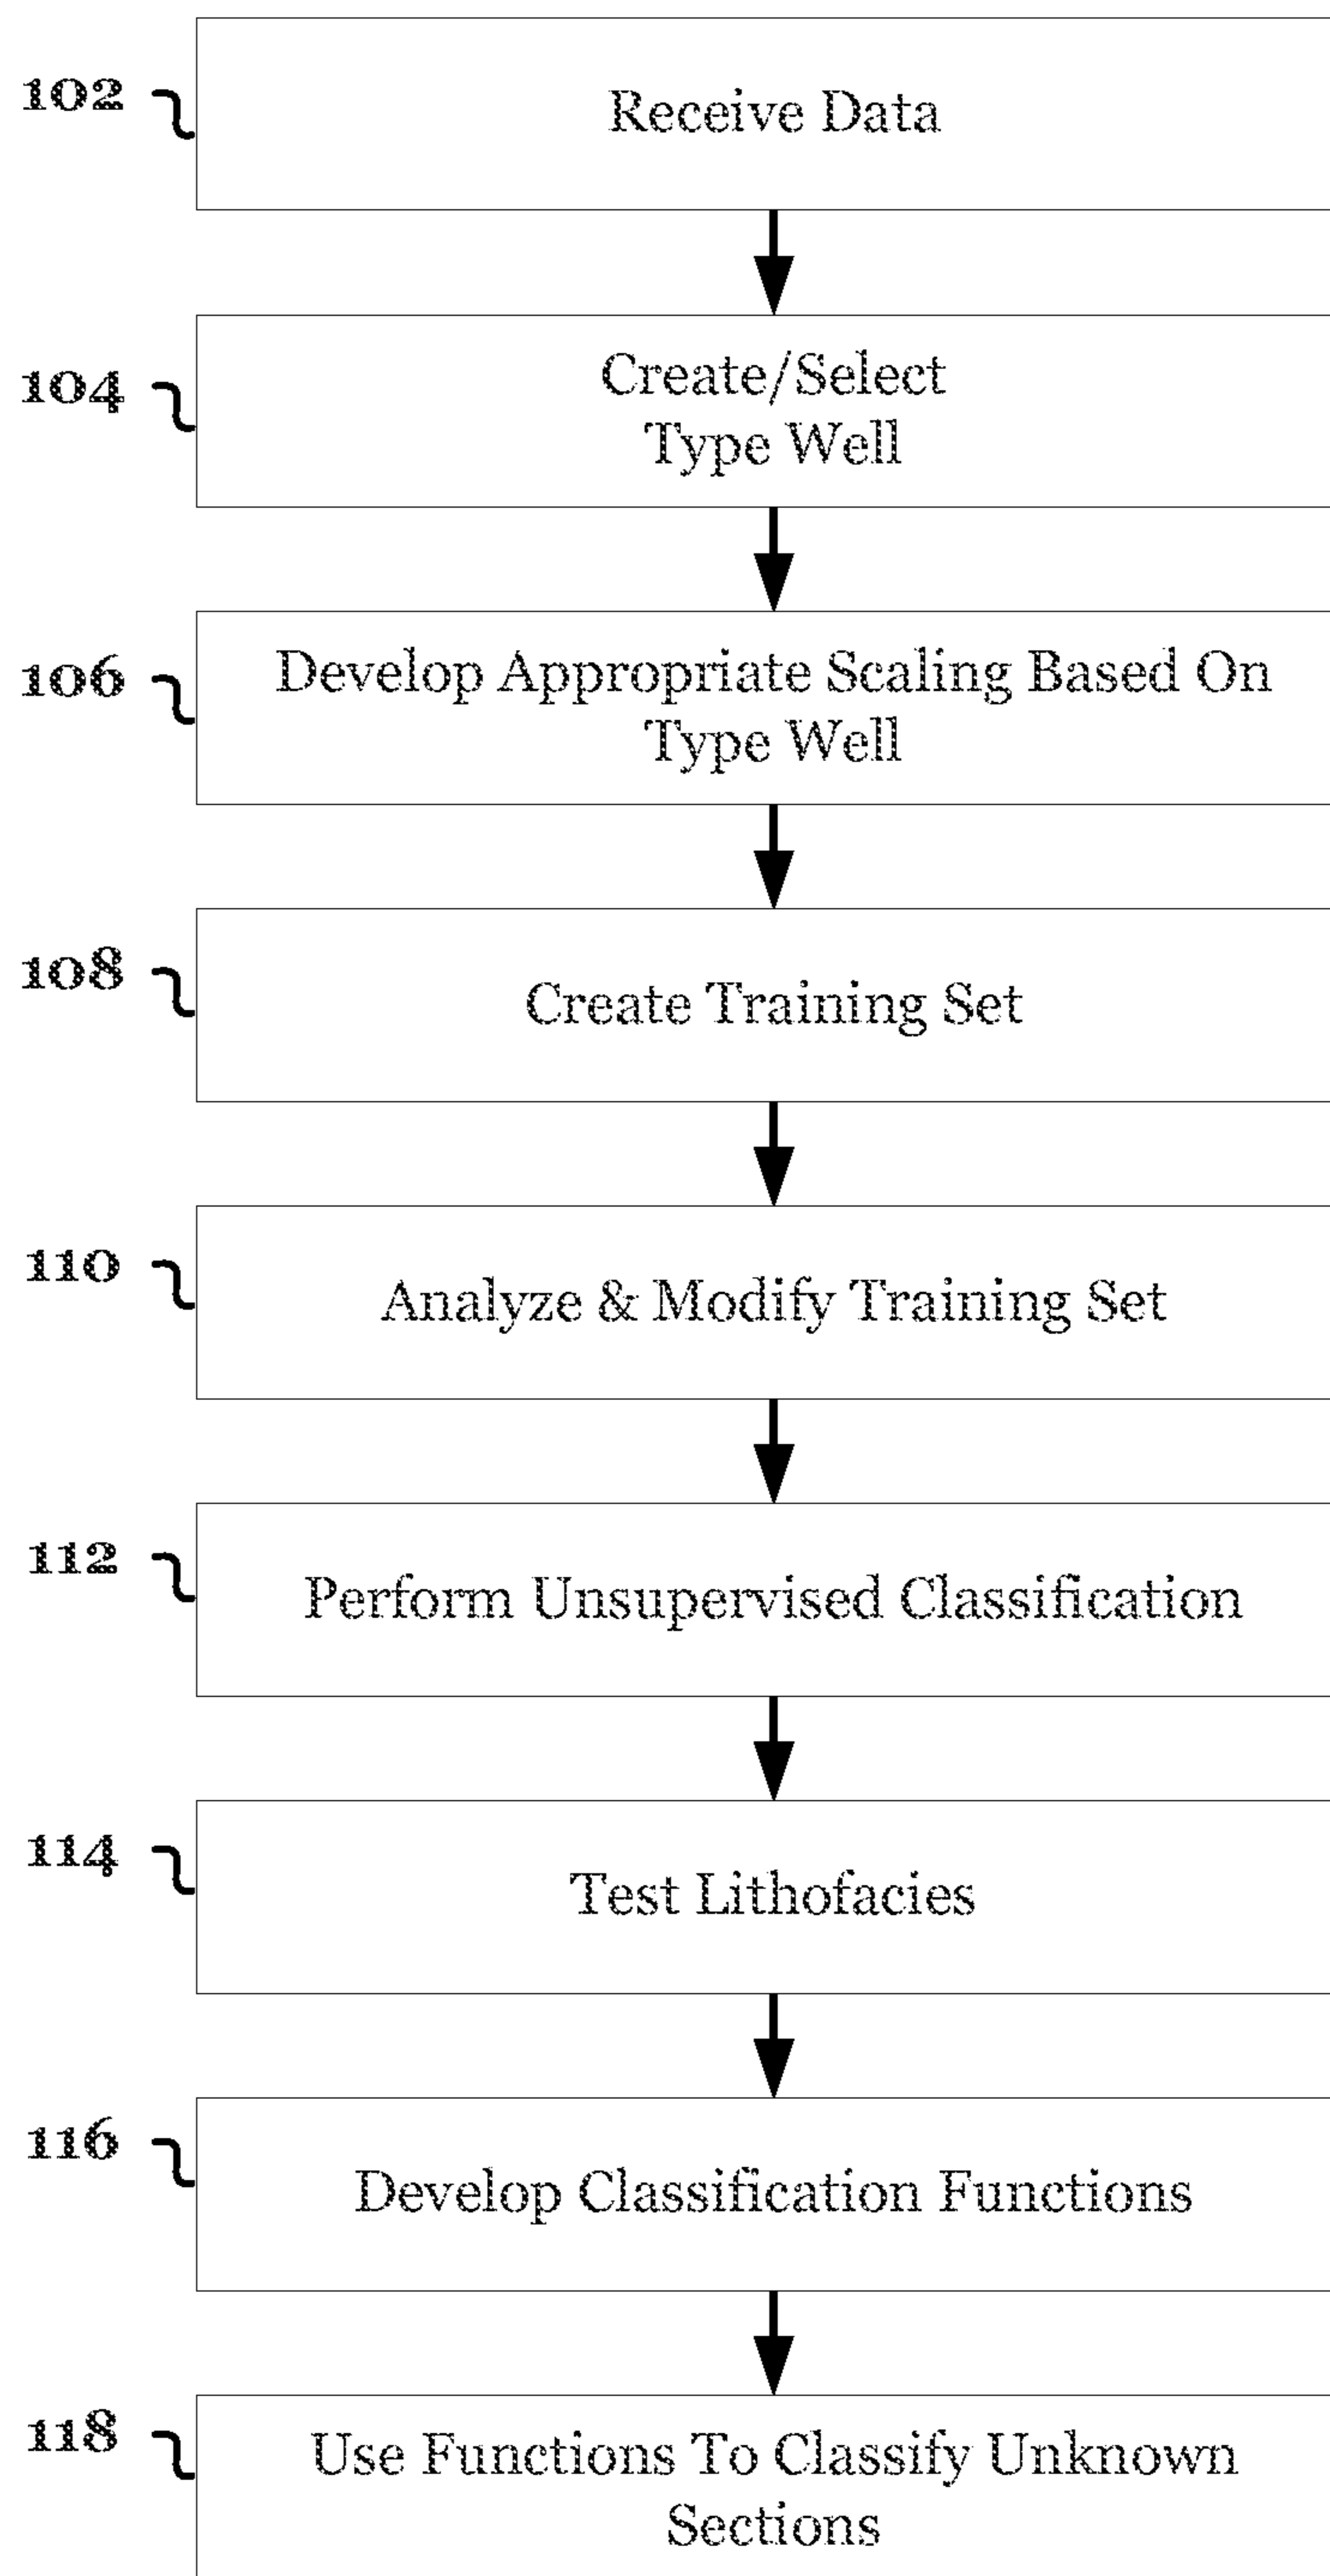 102
Receive Data
104
Create/Select
Type Well
106
Develop Appropriate Scaling Based On
Type Well
108
Create Training Set
110
Analyze & Modify Training Set
112
Perform Unsupervised Classification
114
Test Lithofacies
116
Develop Classification Functions
118
Use Functions To Classify Unknown
Sections